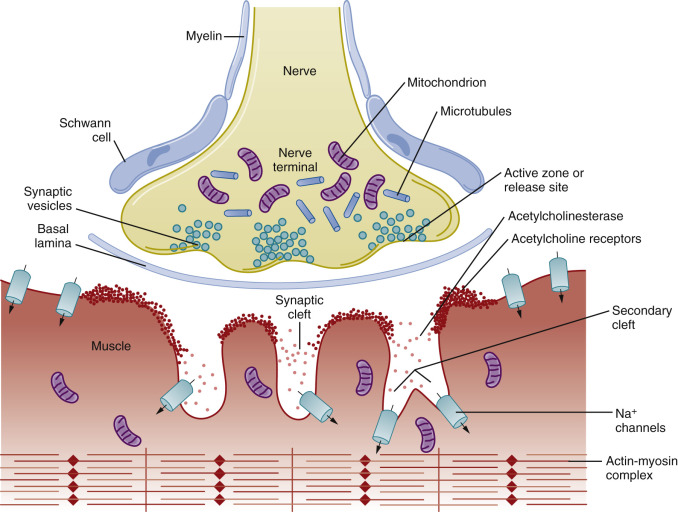 Myelin
Nerve
Mitochondrion
Microtubules
Schwann
cell
Nerve
terminal
Active zone or
release site
Synaptic
vesicles
Acetylcholinesterase
Basal
lamina
Acetylcholine receptors
Synaptic
cleft
Secondary
cleft
Muscle
Na⁺
channels
Actin-myosin
complex